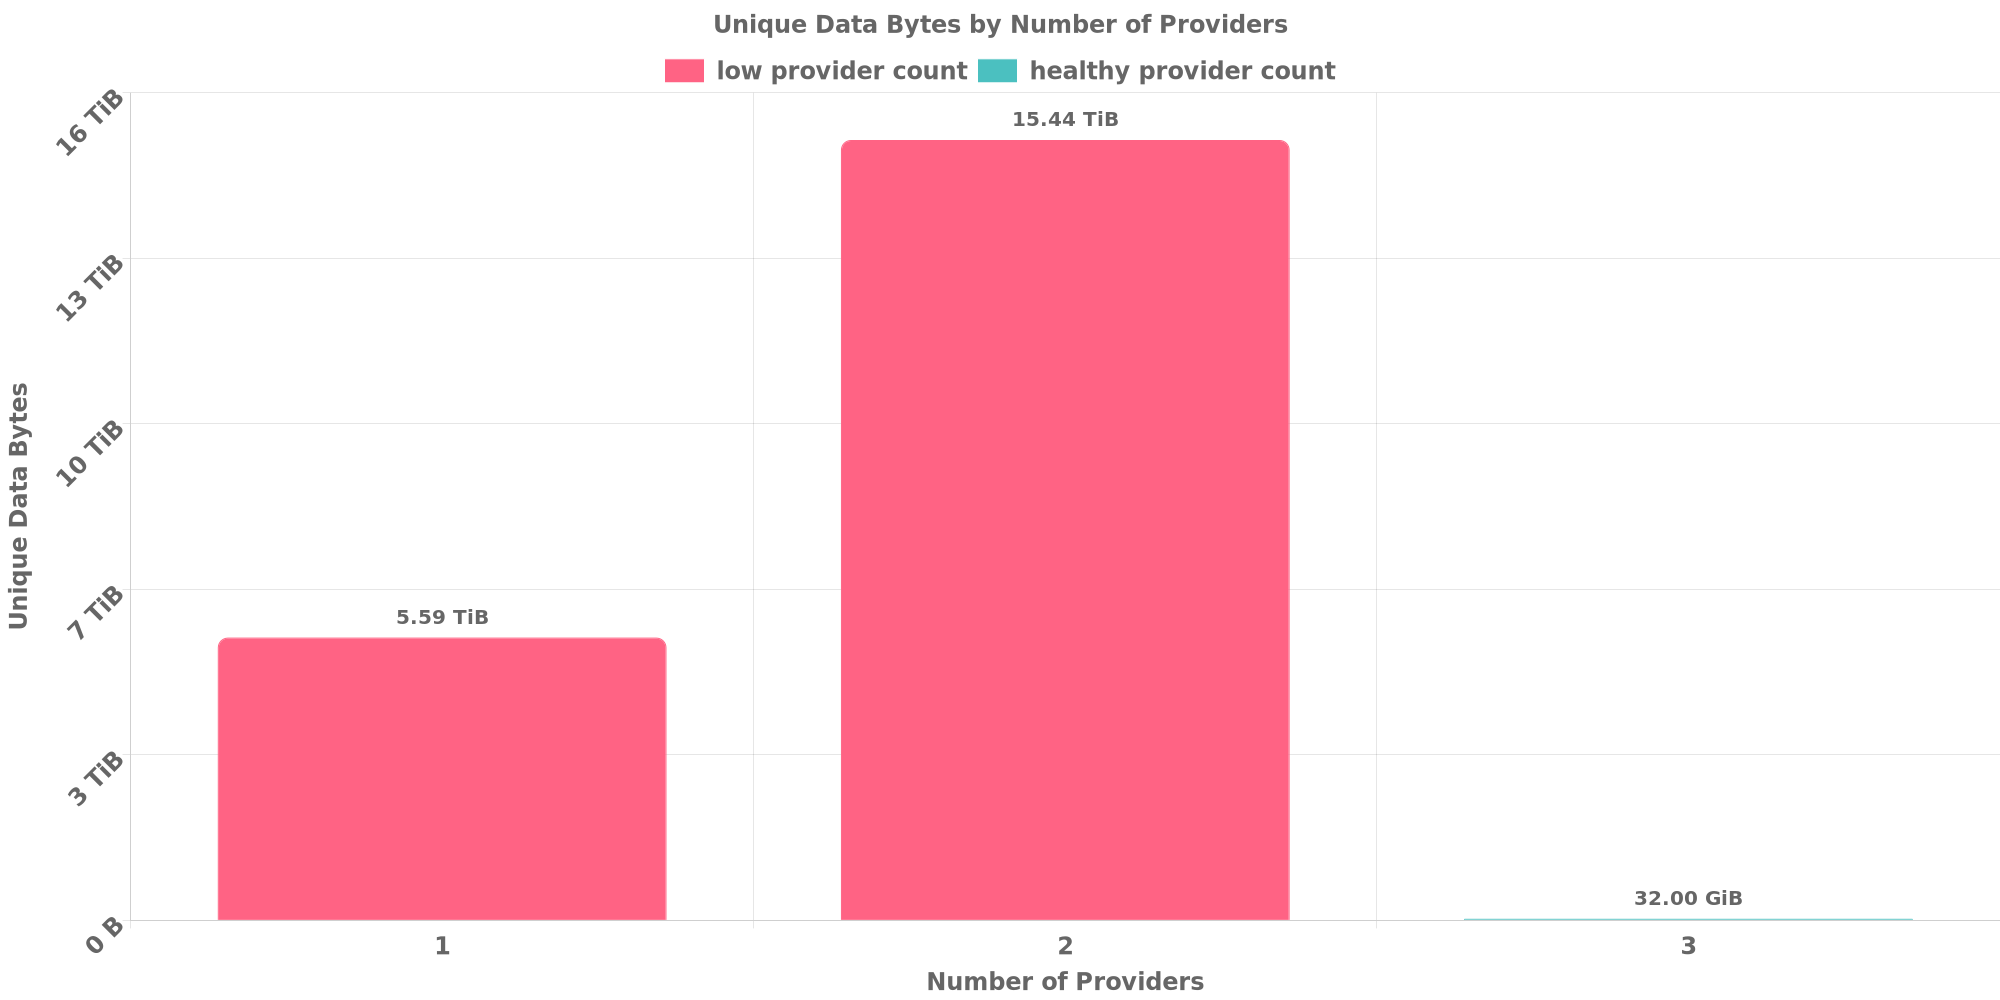 Unique Data Bytes by Number of Providers
low provider count healthy provider count
16 TiB
13 TiB
10 TiB
7 TiB
3 TiB
0 B
Unique Data Bytes
5.59 TiB
15.44 TiB
32.00 GiB
1 2 3
Number of Providers